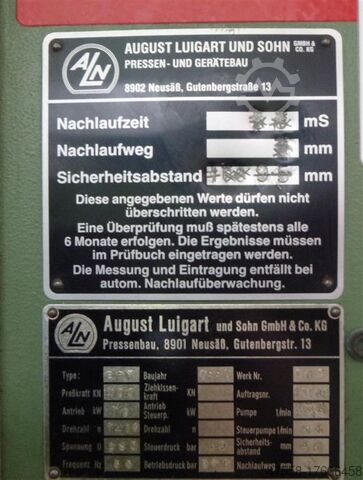 ALN
AUGUST LUIGART UND SOHN GMBH & CO. KG
PRESSEN- UND GERÄTEBAU
8902 Neusäß, Gutenbergstraße 13
Nachlaufzeit mS
Nachlaufweg mm
Sicherheitsabstand mm
Diese angegebenen Werte dürfen nicht
überschritten werden.
Eine Überprüfung muß spätestens alle
6 Monate erfolgen. Die Ergebnisse müssen
im Prüfbuch eingetragen werden.
Die Messung und Eintragung entfällt bei
autom. Nachlaufüberwachung.
ALN
August Luigart und Sohn GmbH & Co. KG
Pressenbau, 8901 Neusäß, Gutenbergstr. 13
Type: Baujahr Werk Nr.
Preßkraft KN Ziehkissen-kraft KN Auftragsnr.
Antrieb kW Antrieb Steuerp. kW Pumpe l/min
Drehzahl n Drehzahl n Steuerpumpe l/min
Spannung U Steuerdruck bar Sicherheits-abstand mm
Frequenz Hz Betriebsdruck bar Nachlaufweg mm